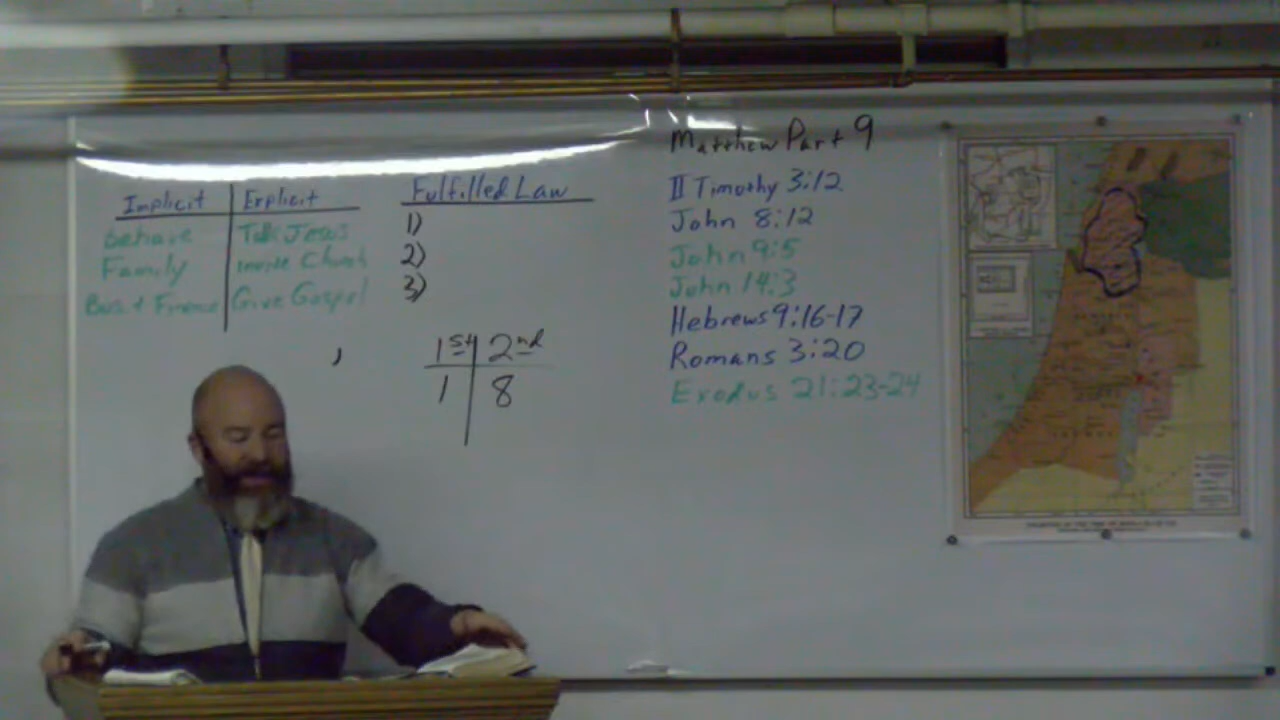 Matthew Part 9
Implicit Explicit
Behave Talk Jesus
Family Invite Church
Bus + Finance Give Gospel
Fulfilled Law
1)
2)
3)
1st 2nd
1 8
II Timothy 3:12
John 8:12
John 9:5
John 14:3
Hebrews 9:16-17
Romans 3:20
Exodus 21:23-24